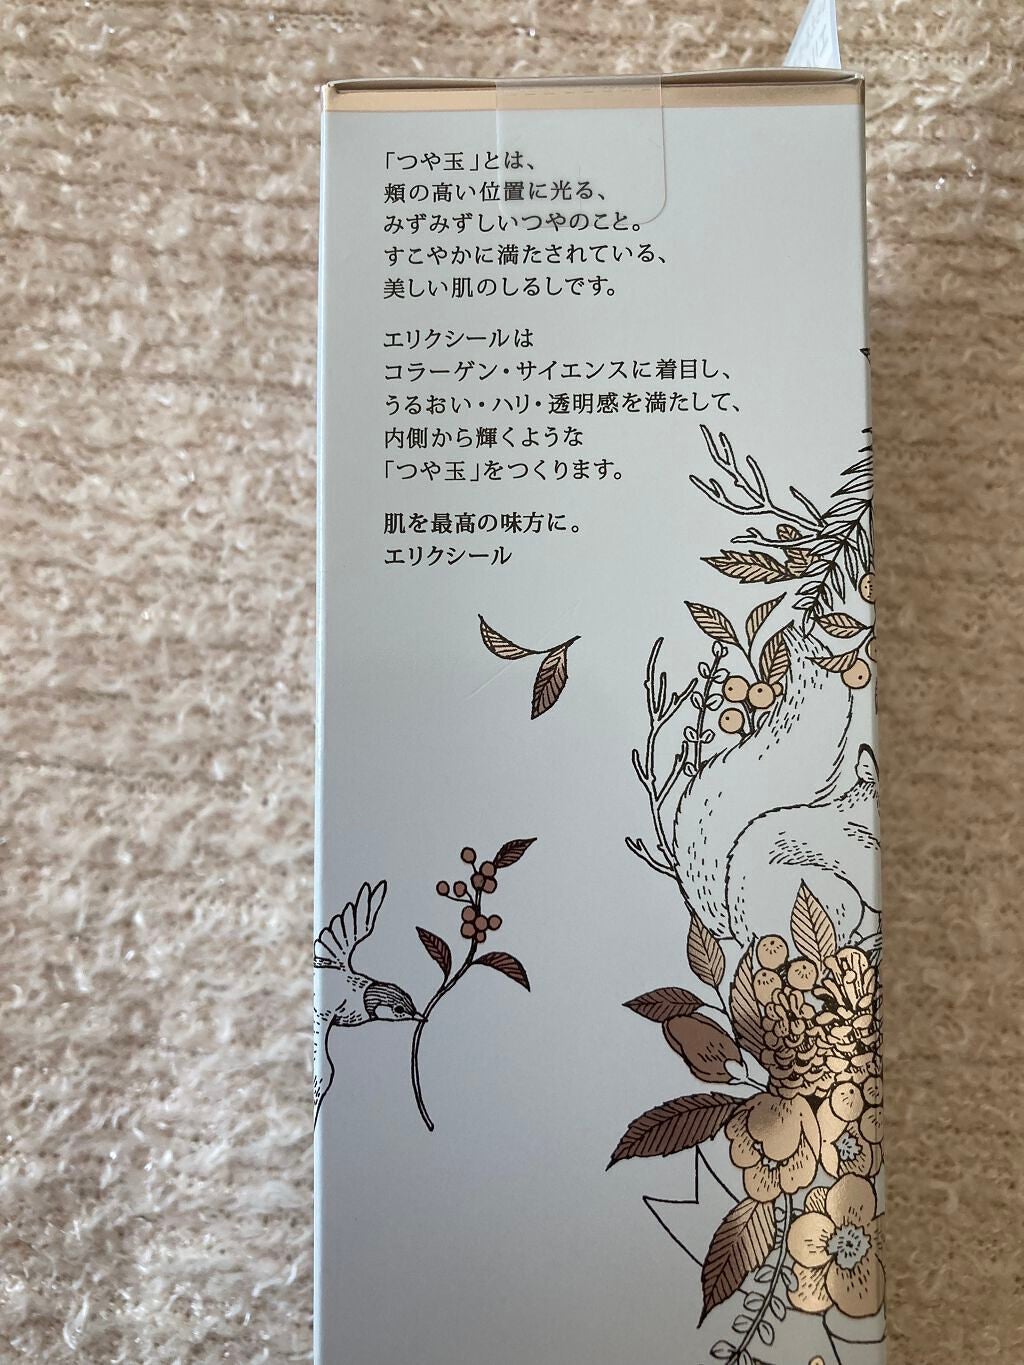 「つや玉」とは、
頬の高い位置に光る、
みずみずしいつやのこと。
すこやかに満たされている、
美しい肌のしるしです。
エリクシールは
コラーゲン・サイエンスに着目し、
うるおい・ハリ・透明感を満たして、
内側から輝くような
「つや玉」をつくります。
肌を最高の味方に。
エリクシール